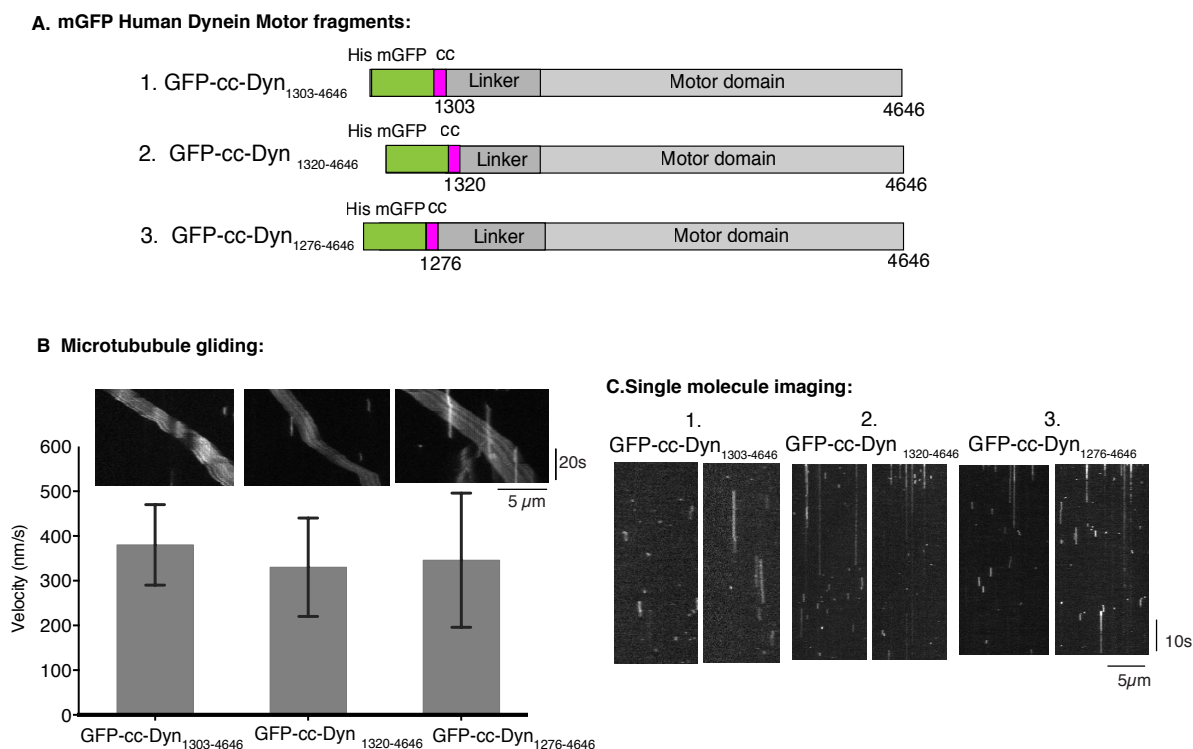 A. mGFP Human Dynein Motor fragments:
His mGFP cc
1. GFP-cc-Dyn1303-4646
Linker
Motor domain
1303
4646
His mGFP cc
2. GFP-cc-Dyn 1320-4646
Linker
Motor domain
1320
4646
His mGFP cc
3. GFP-cc-Dyn1276-4646
Linker
Motor domain
1276
4646
B Microtububule gliding:
20s
5 µm
Velocity (nm/s)
600
500
400
300
200
100
0
GFP-cc-Dyn1303-4646
GFP-cc-Dyn 1320-4646
GFP-cc-Dyn1276-4646
C.Single molecule imaging:
1.
GFP-cc-Dyn1303-4646
2.
GFP-cc-Dyn 1320-4646
3.
GFP-cc-Dyn1276-4646
10s
5µm